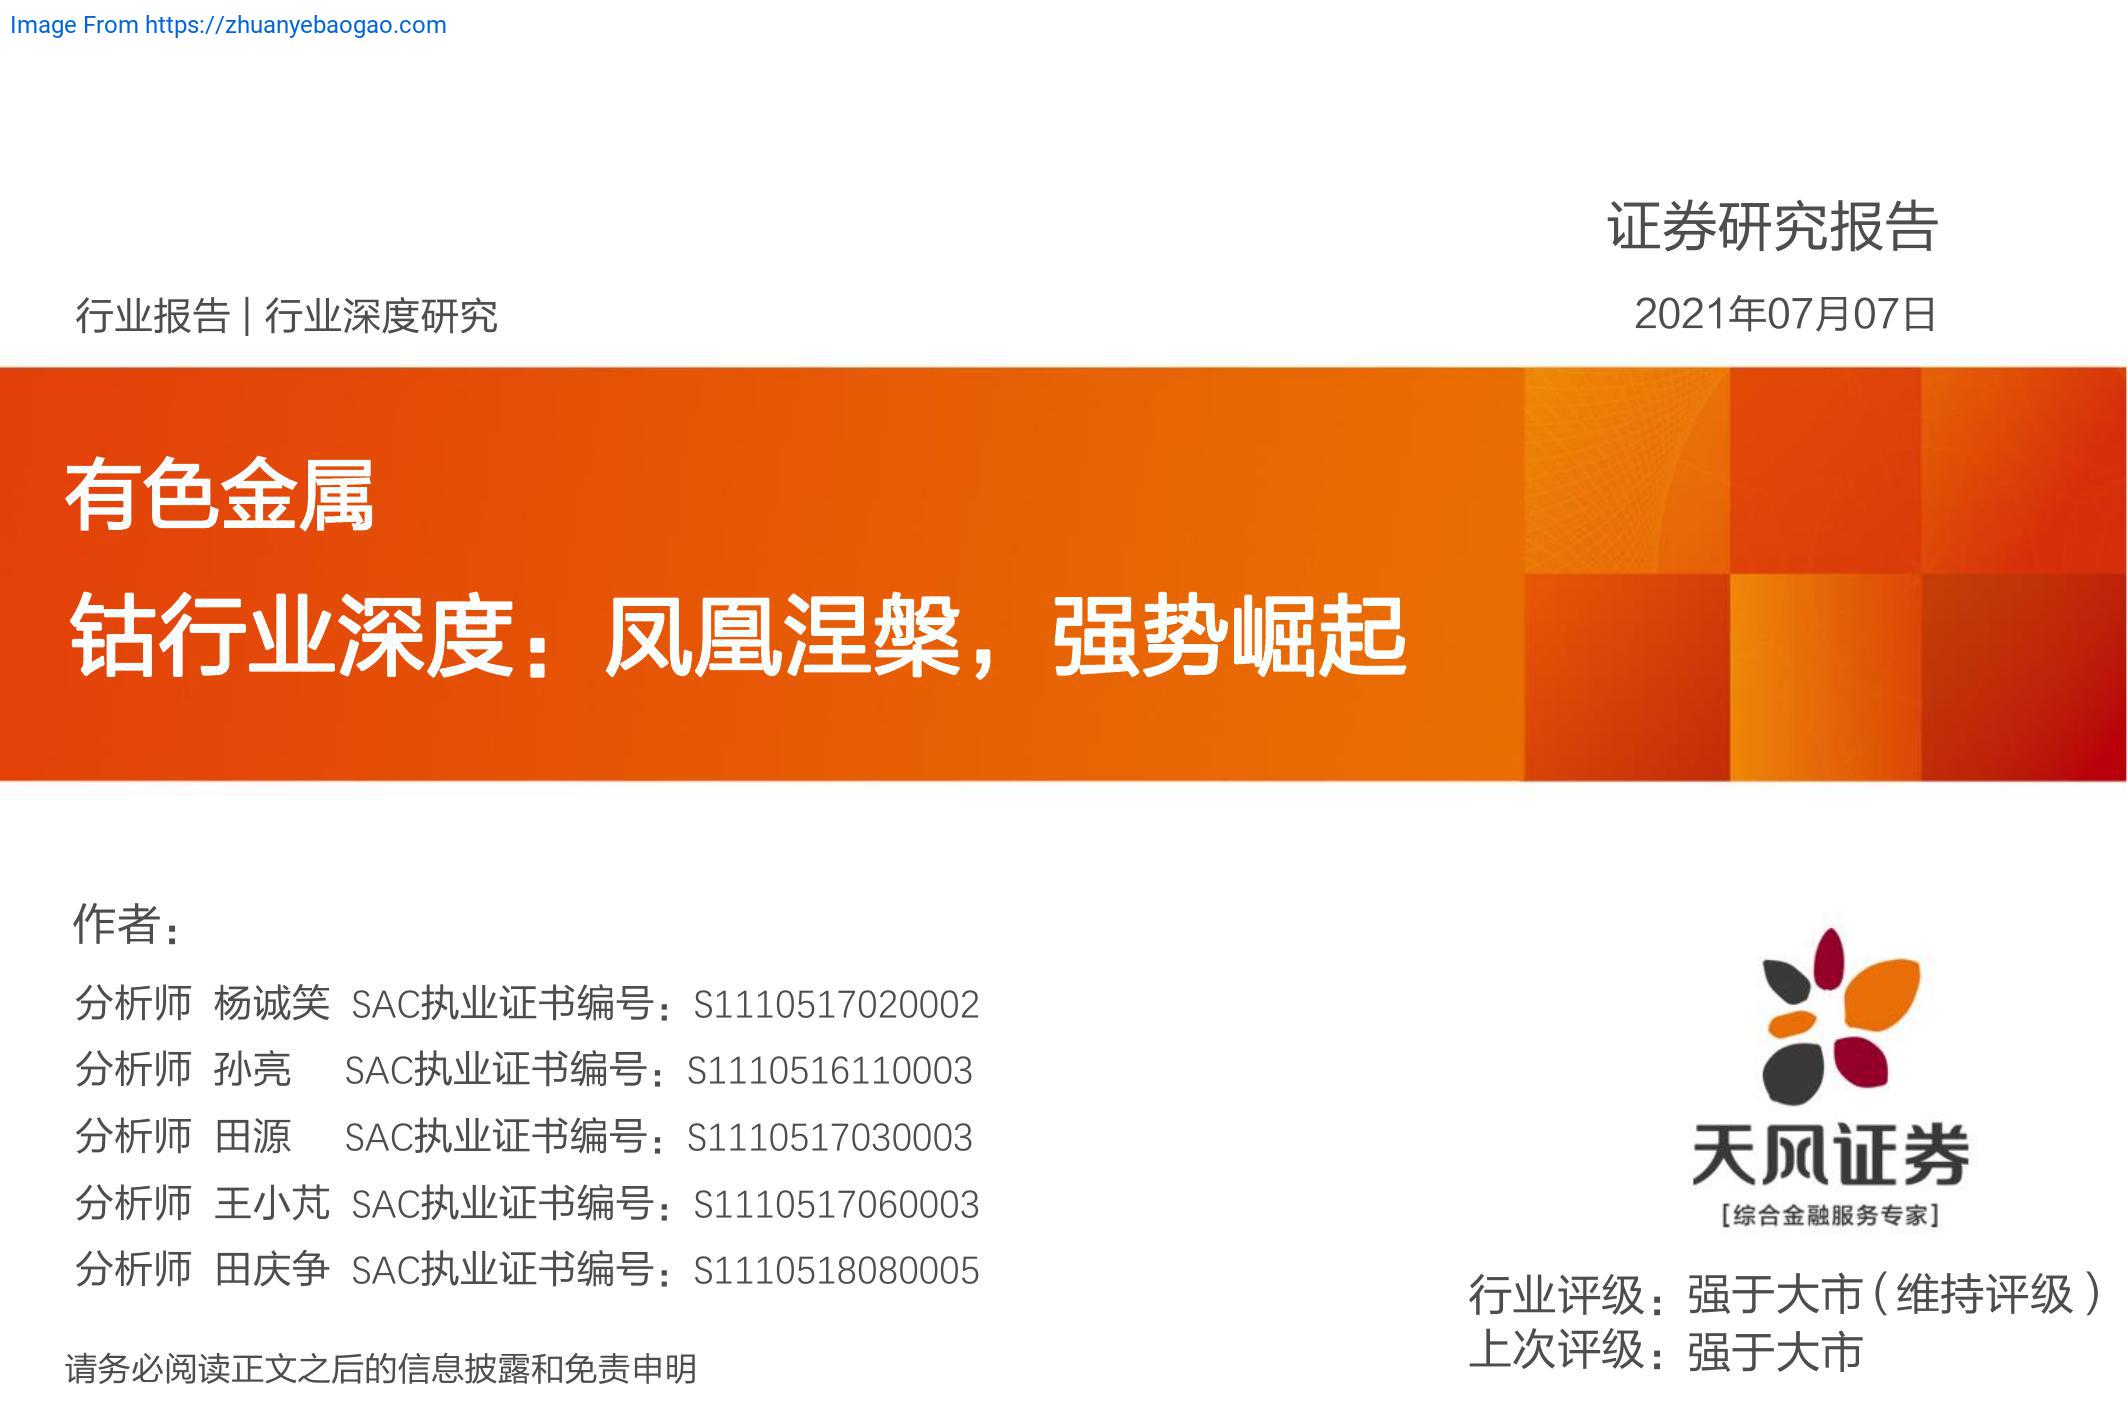 Image From https://zhuanyebaogao.com
证券研究报告
行业报告 | 行业深度研究
2021年07月07日
有色金属
钴行业深度：凤凰涅槃，强势崛起
作者：
分析师 杨诚笑 SAC执业证书编号：S1110517020002
分析师 孙亮 SAC执业证书编号：S1110516110003
分析师 田源 SAC执业证书编号：S1110517030003
分析师 王小芃 SAC执业证书编号：S1110517060003
分析师 田庆争 SAC执业证书编号：S1110518080005
天风证券
[综合金融服务专家]
行业评级：强于大市（维持评级）
上次评级：强于大市
请务必阅读正文之后的信息披露和免责申明